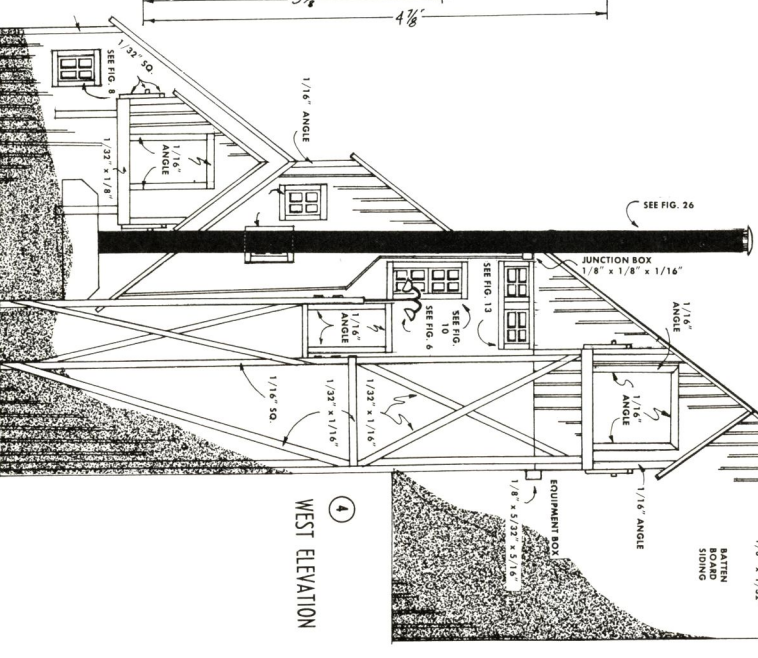 4 7/8"
SEE FIG. 8
1/32" SQ.
1/16" ANGLE
1/16"
ANGLE
1/32" x 1/8"
SEE FIG. 26
JUNCTION BOX
1/8" x 1/8" x 1/16"
SEE FIG. 13
SEE FIG.
10
SEE FIG. 6
1/16"
ANGLE
1/16"
ANGLE
1/16"
ANGLE
1/16" SQ.
1/32"
x 1/16"
1/32" x 1/16"
1/16" ANGLE
EQUIPMENT BOX
1/8" x 5/32" x 5/16"
BATTEN
BOARD
SIDING
4
WEST ELEVATION